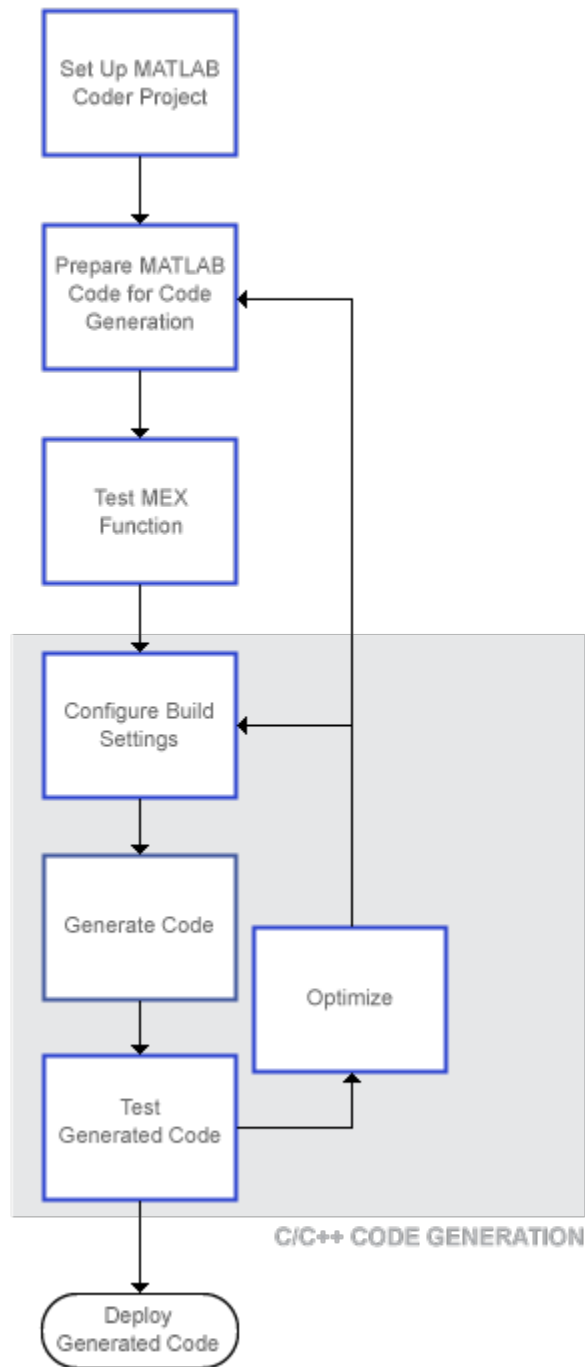 Set Up MATLAB
Coder Project
Prepare MATLAB
Code for Code
Generation
Test MEX
Function
Configure Build
Settings
Generate Code
Optimize
Test
Generated Code
C/C++ CODE GENERATION
Deploy
Generated Code